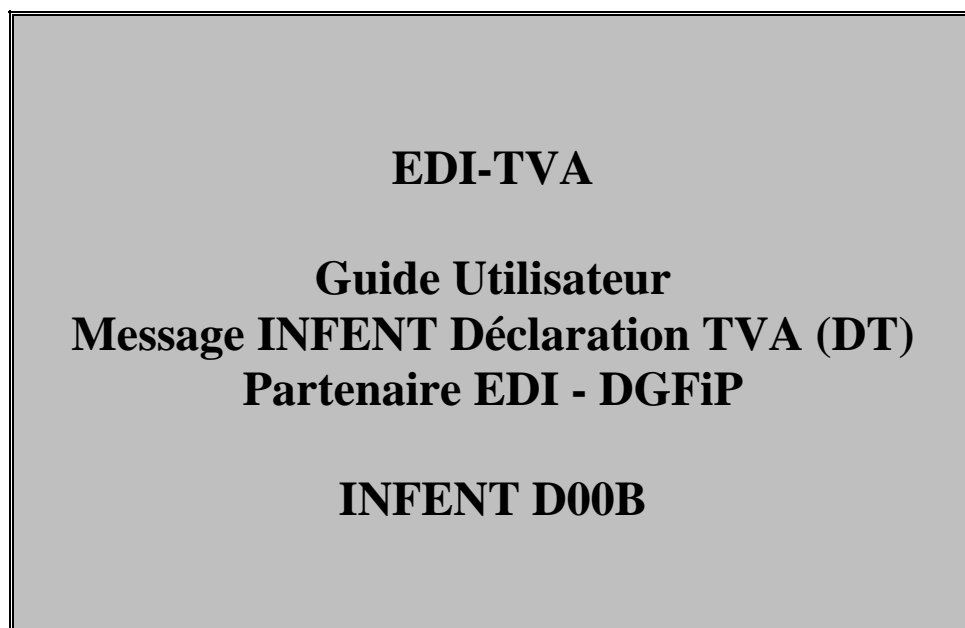 EDI-TVA
Guide Utilisateur
Message INFENT Déclaration TVA (DT)
Partenaire EDI - DGFiP
INFENT D00B